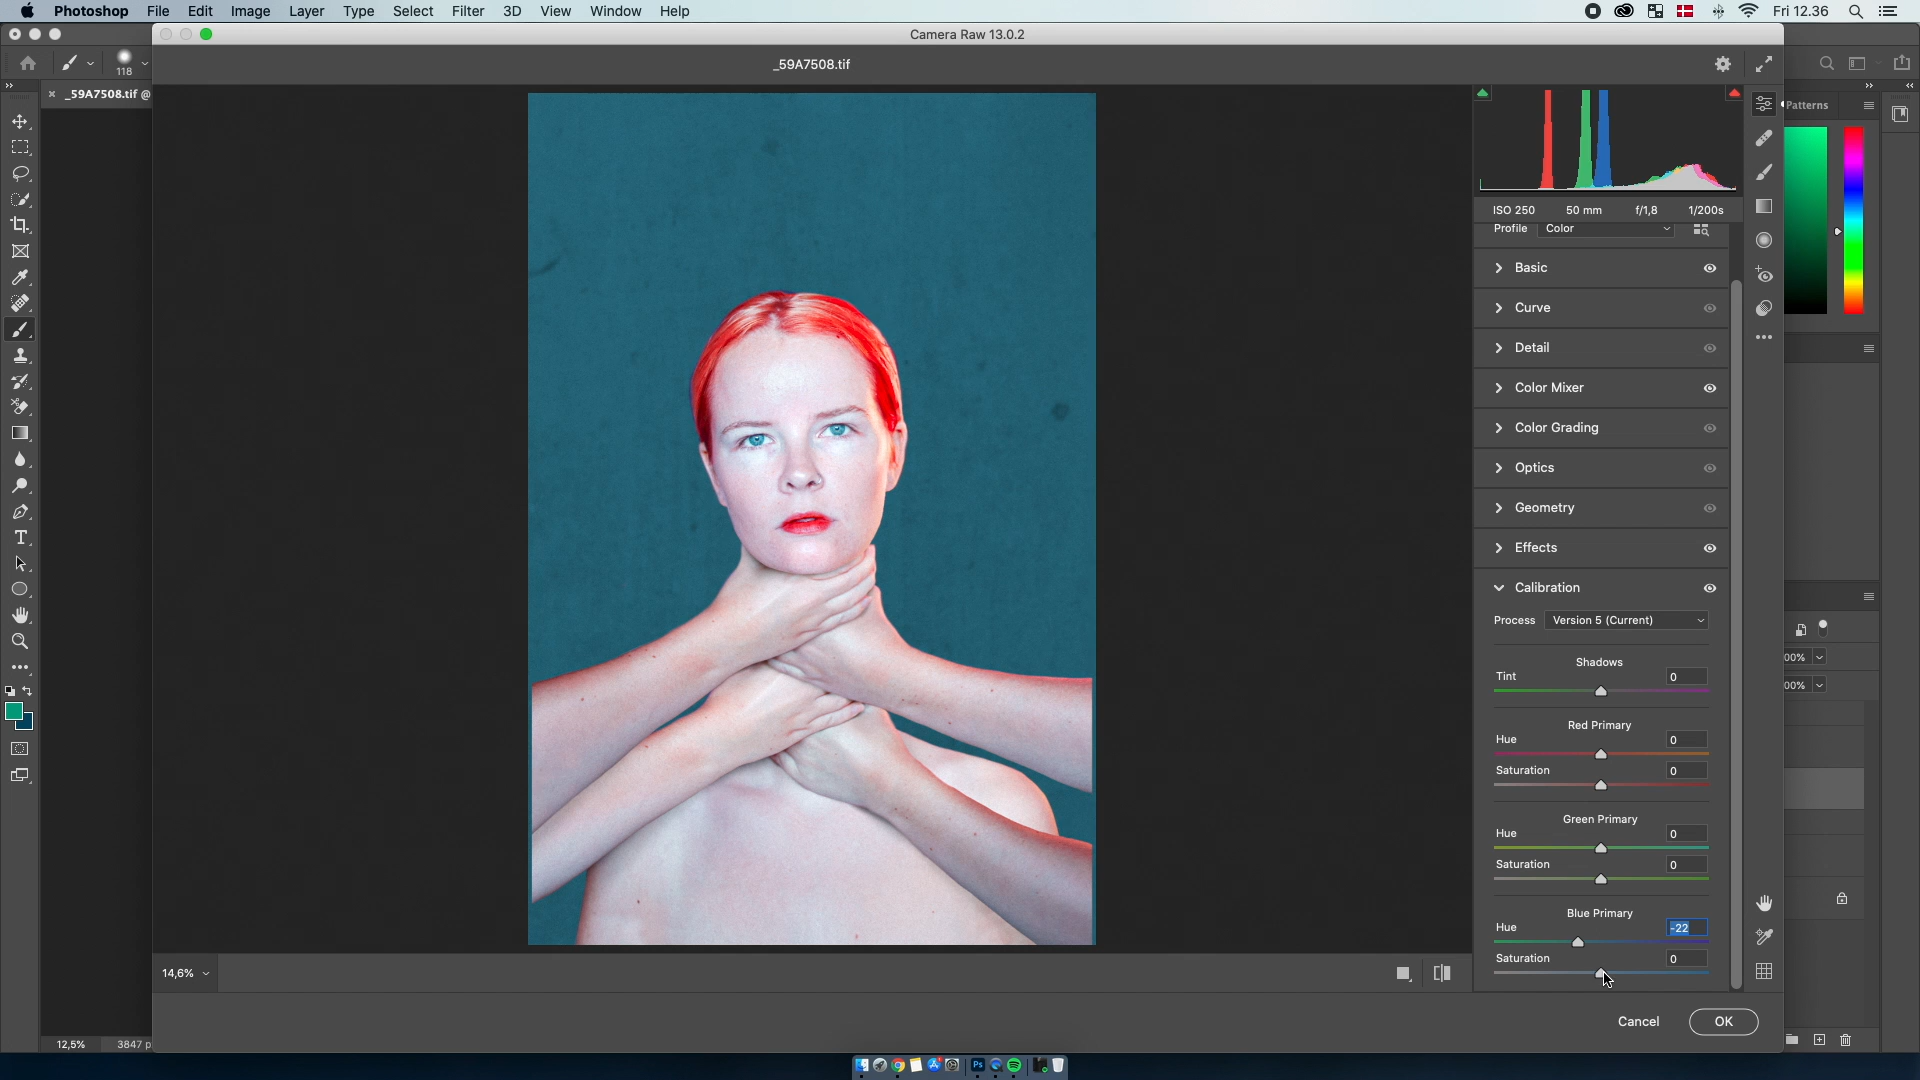 Photoshop File Edit Image Layer Type Select Filter 3D View Window Help Fri 12.36
Camera Raw 13.0.2
_59A7508.tif
118
_59A7508.tif @
Patterns
ISO 250 50 mm f/1,8 1/200s
Profile Color
Basic
Curve
Detail
Color Mixer
Color Grading
Optics
Geometry
Effects
Calibration
Process Version 5 (Current)
Shadows
Tint 0
Red Primary
Hue 0
Saturation 0
Green Primary
Hue 0
Saturation 0
Blue Primary
Hue -22
Saturation 0
00%
00%
14,6%
Cancel OK
12,5% 3847 p
Ps